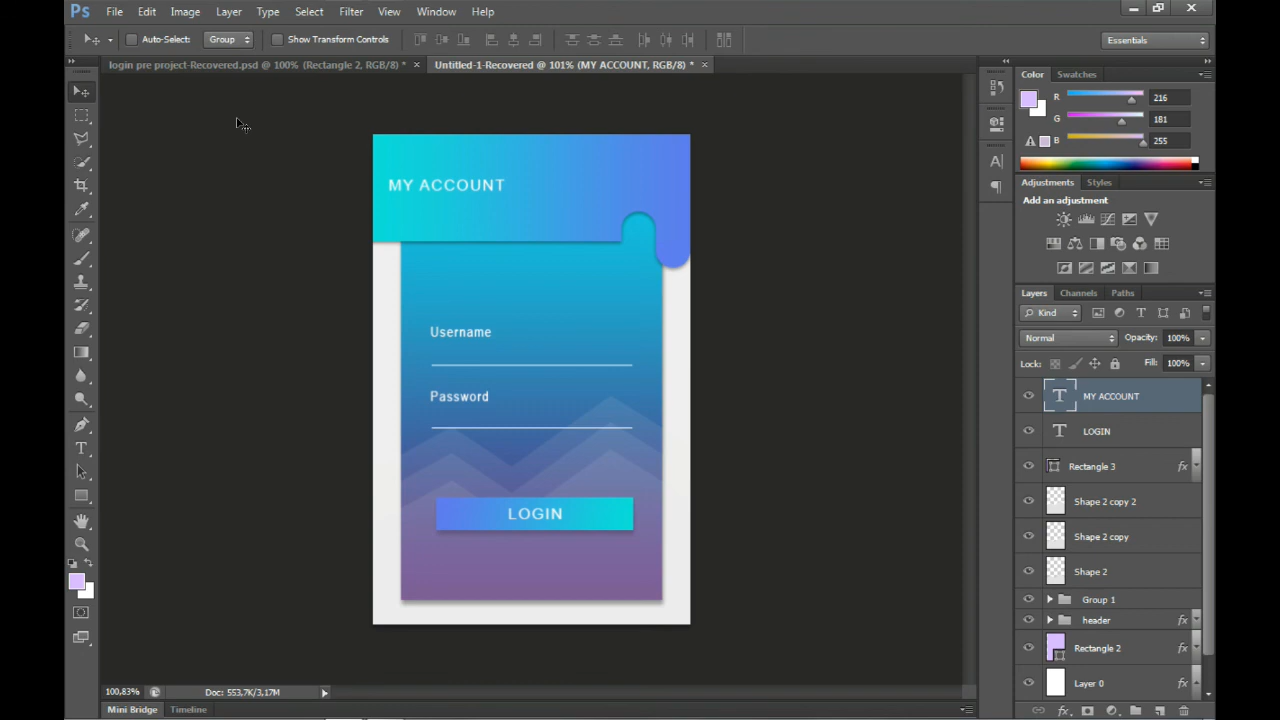 Ps File Edit Image Layer Type Select Filter View Window Help
Auto-Select: Group Show Transform Controls Essentials
login pre project-Recovered.psd @ 100% (Rectangle 2, RGB/8) * × Untitled-1-Recovered @ 101% (MY ACCOUNT, RGB/8) * ×
Color Swatches
R 216
G 181
B 255
Adjustments Styles
Add an adjustment
MY ACCOUNT
Layers Channels Paths
Kind
Normal Opacity: 100%
Lock: Fill: 100%
Username
Password
LOGIN
MY ACCOUNT
LOGIN
Rectangle 3 fx
Shape 2 copy 2
Shape 2 copy
Shape 2
Group 1
header fx
Rectangle 2 fx
Layer 0 fx
100,83% Doc: 553,7K/3,17M
Mini Bridge Timeline